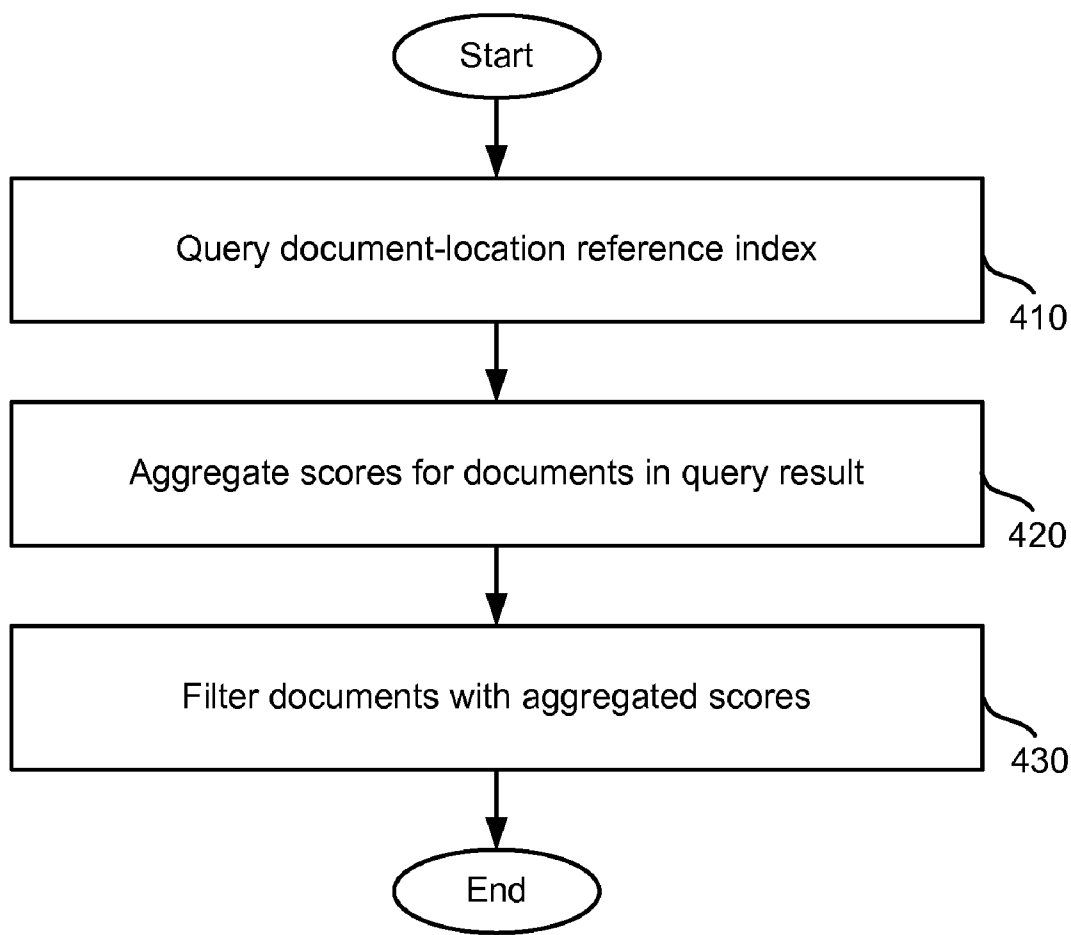 Start
Query document-location reference index
410
Aggregate scores for documents in query result
420
Filter documents with aggregated scores
430
End